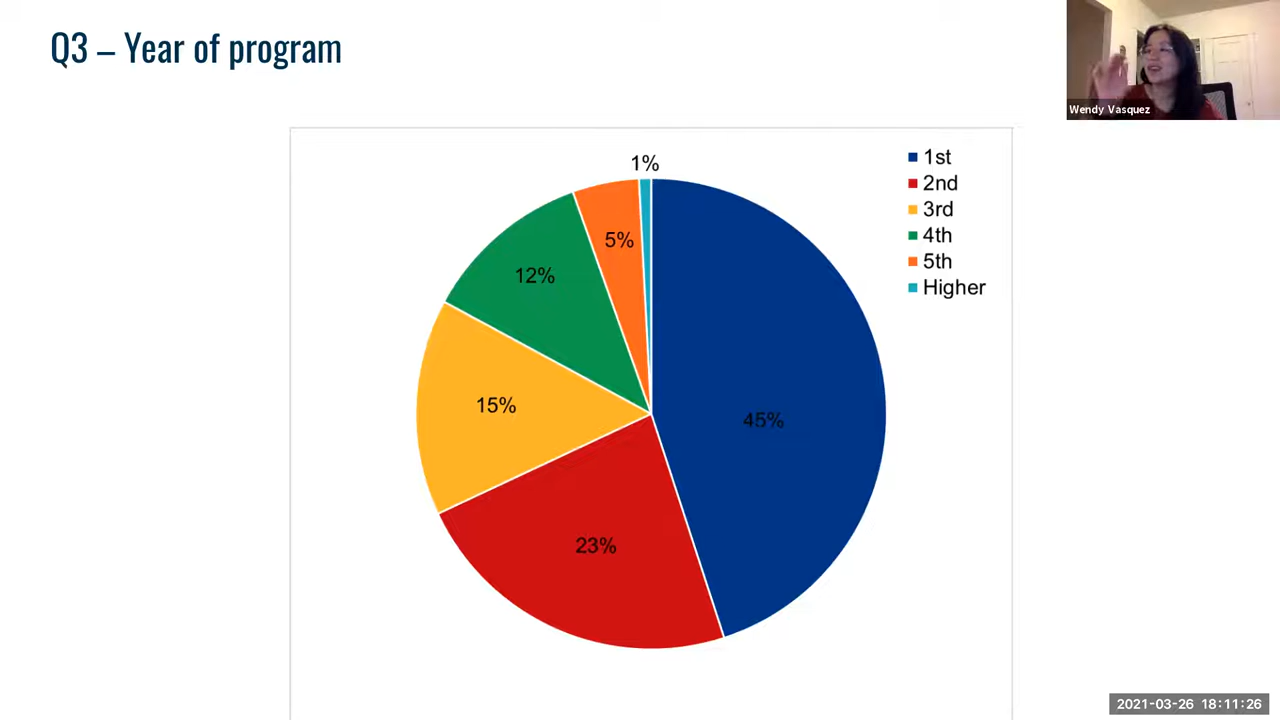 Q3 – Year of program
Wendy Vasquez
1%
1st
2nd
3rd
4th
5th
Higher
5%
12%
15%
45%
23%
2021-03-26 18:11:26